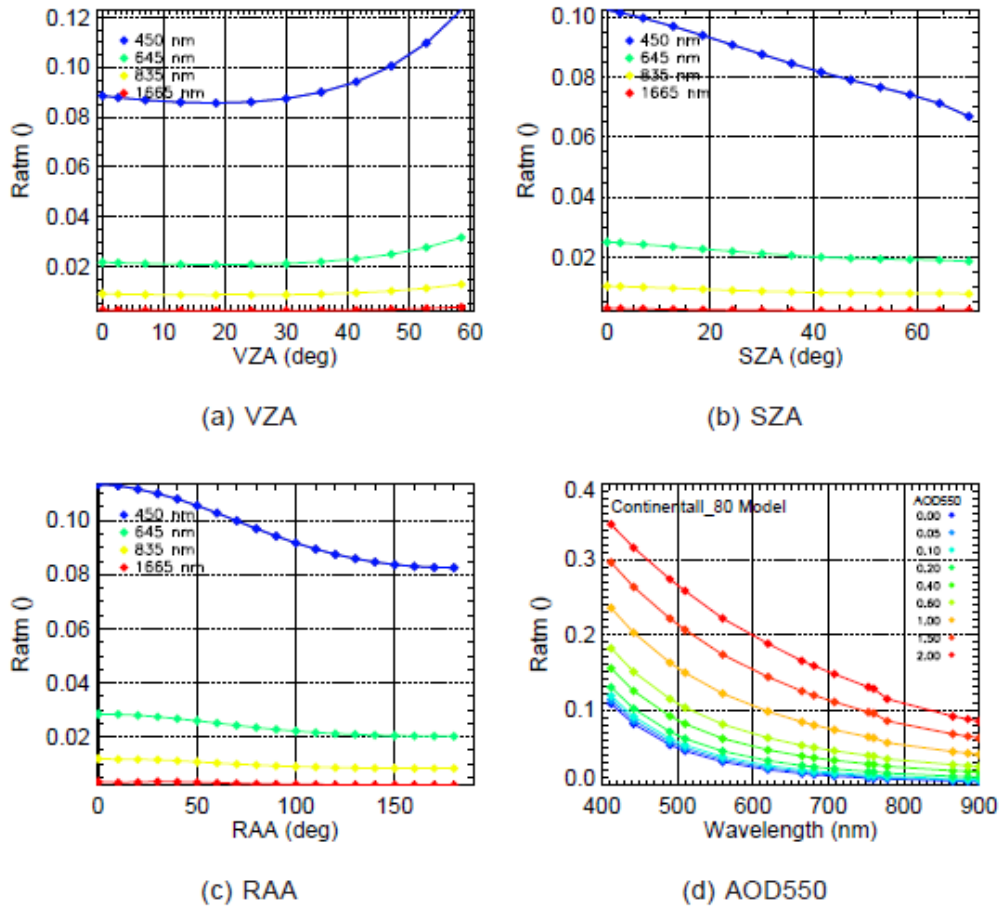 0.12
0.10
0.08
0.06
0.04
0.02
Ratm ()
450 nm
645 nm
835 nm
1665 nm
0 10 20 30 40 50 60
VZA (deg)
(a) VZA
0.10
0.08
0.06
0.04
0.02
Ratm ()
450 nm
645 nm
835 nm
1665 nm
0 20 40 60
SZA (deg)
(b) SZA
0.10
0.08
0.06
0.04
0.02
Ratm ()
450 nm
645 nm
835 nm
1665 nm
0 50 100 150
RAA (deg)
(c) RAA
0.4
0.3
0.2
0.1
0.0
Ratm ()
Continentall_80 Model
AOD550
0.00
0.05
0.10
0.20
0.40
0.60
1.00
1.50
2.00
400 500 600 700 800 900
Wavelength (nm)
(d) AOD550